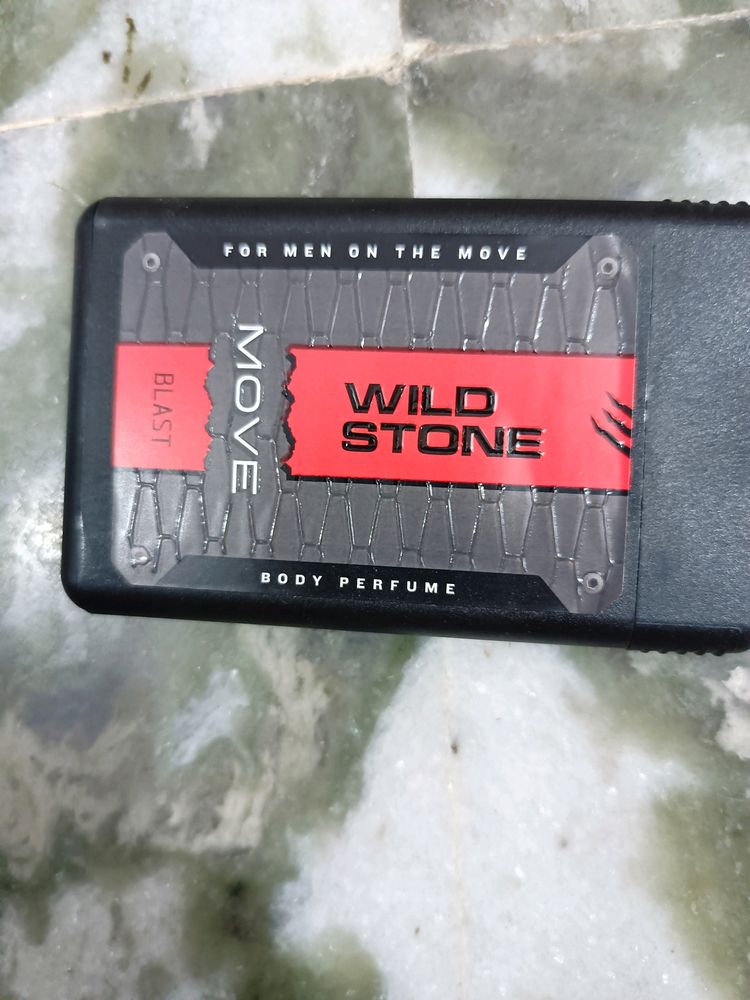 FOR MEN ON THE MOVE
WILD
STONE
MOVE
BLAST
BODY PERFUME